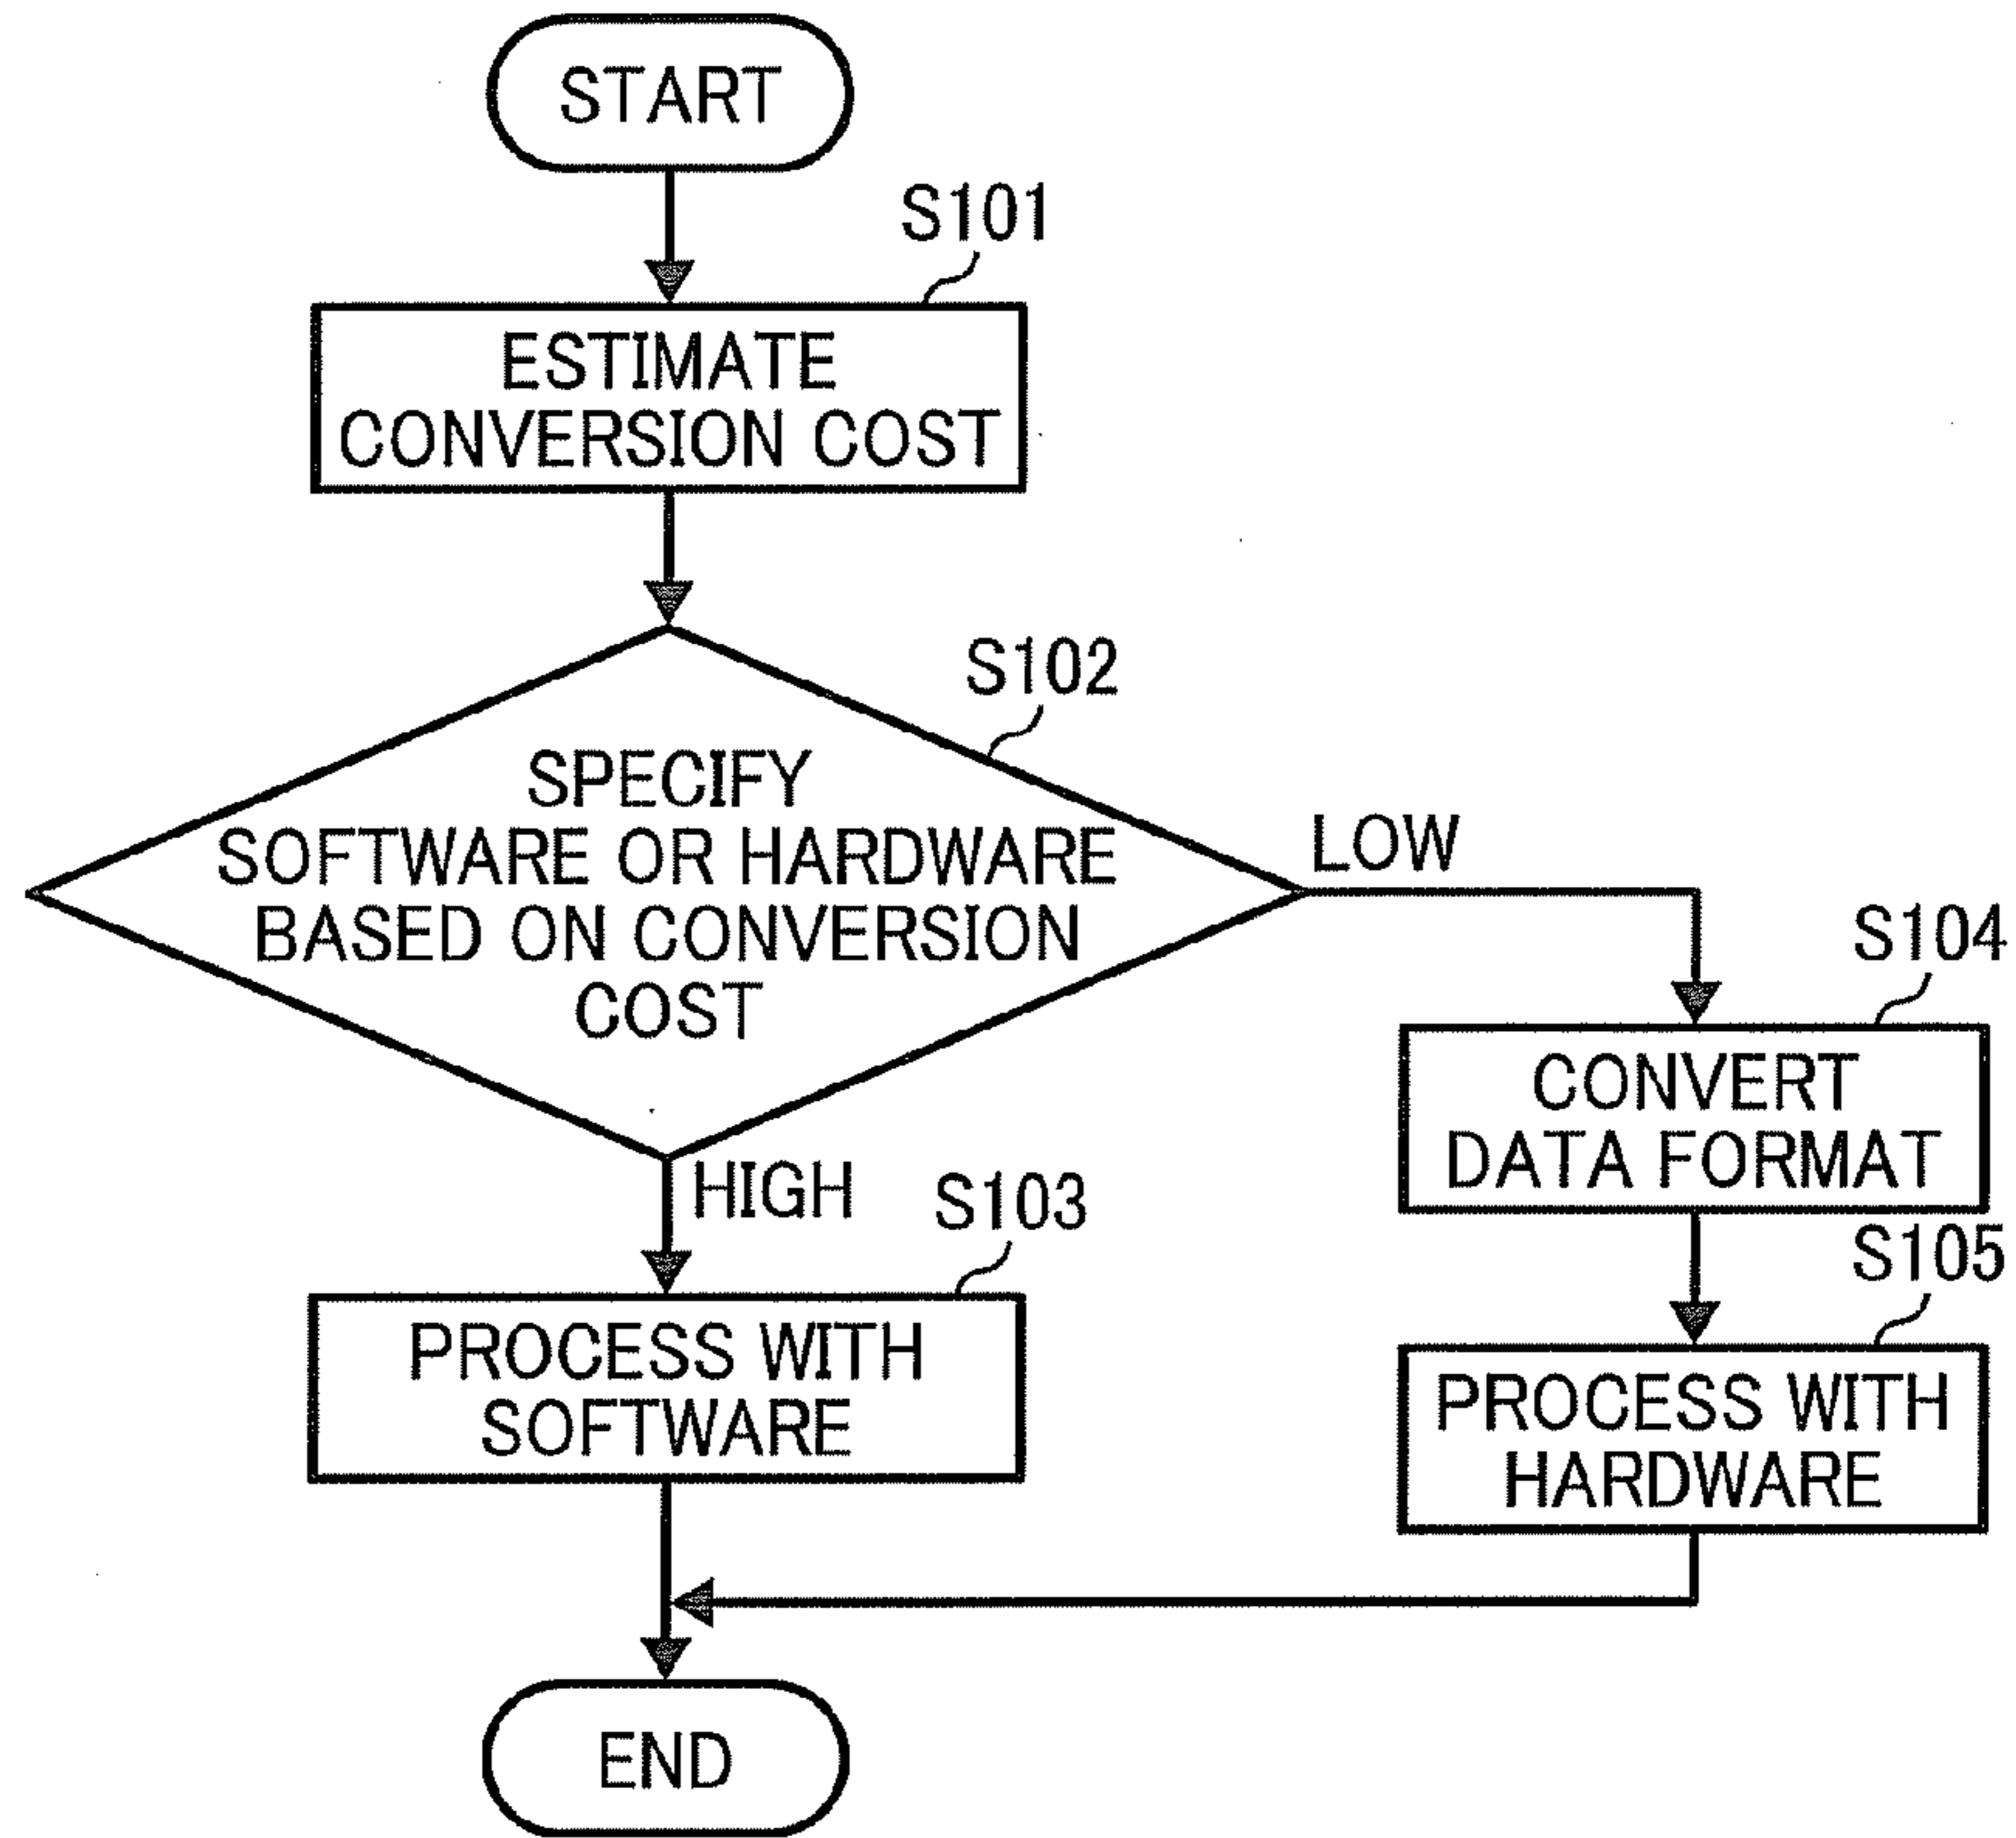 START
S101
ESTIMATE
CONVERSION COST
S102
SPECIFY
SOFTWARE OR HARDWARE
BASED ON CONVERSION
COST
LOW
HIGH
S103
PROCESS WITH
SOFTWARE
S104
CONVERT
DATA FORMAT
S105
PROCESS WITH
HARDWARE
END